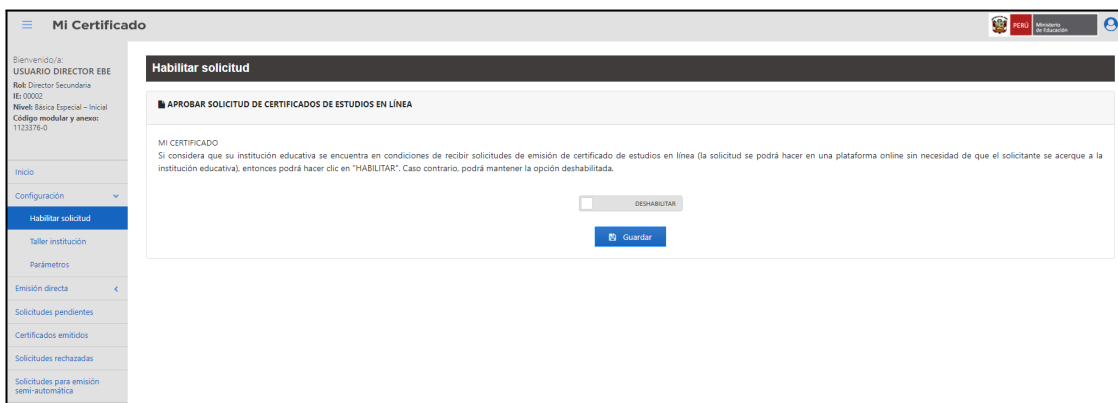 Mi Certificado
PERÚ Ministerio
de Educación
Bienvenido/a:
USUARIO DIRECTOR EBE
Rol: Director Secundaria
IE: 00002
Nivel: Básica Especial – Inicial
Código modular y anexo:
1123376-0
Inicio
Configuración
Habilitar solicitud
Taller institución
Parámetros
Emisión directa
Solicitudes pendientes
Certificados emitidos
Solicitudes rechazadas
Solicitudes para emisión
semi-automática
Habilitar solicitud
APROBAR SOLICITUD DE CERTIFICADOS DE ESTUDIOS EN LÍNEA
MI CERTIFICADO
Si considera que su institución educativa se encuentra en condiciones de recibir solicitudes de emisión de certificado de estudios en línea (la solicitud se podrá hacer en una plataforma online sin necesidad de que el solicitante se acerque a la
institución educativa), entonces podrá hacer clic en "HABILITAR". Caso contrario, podrá mantener la opción deshabilitada.
DESHABILITAR
Guardar